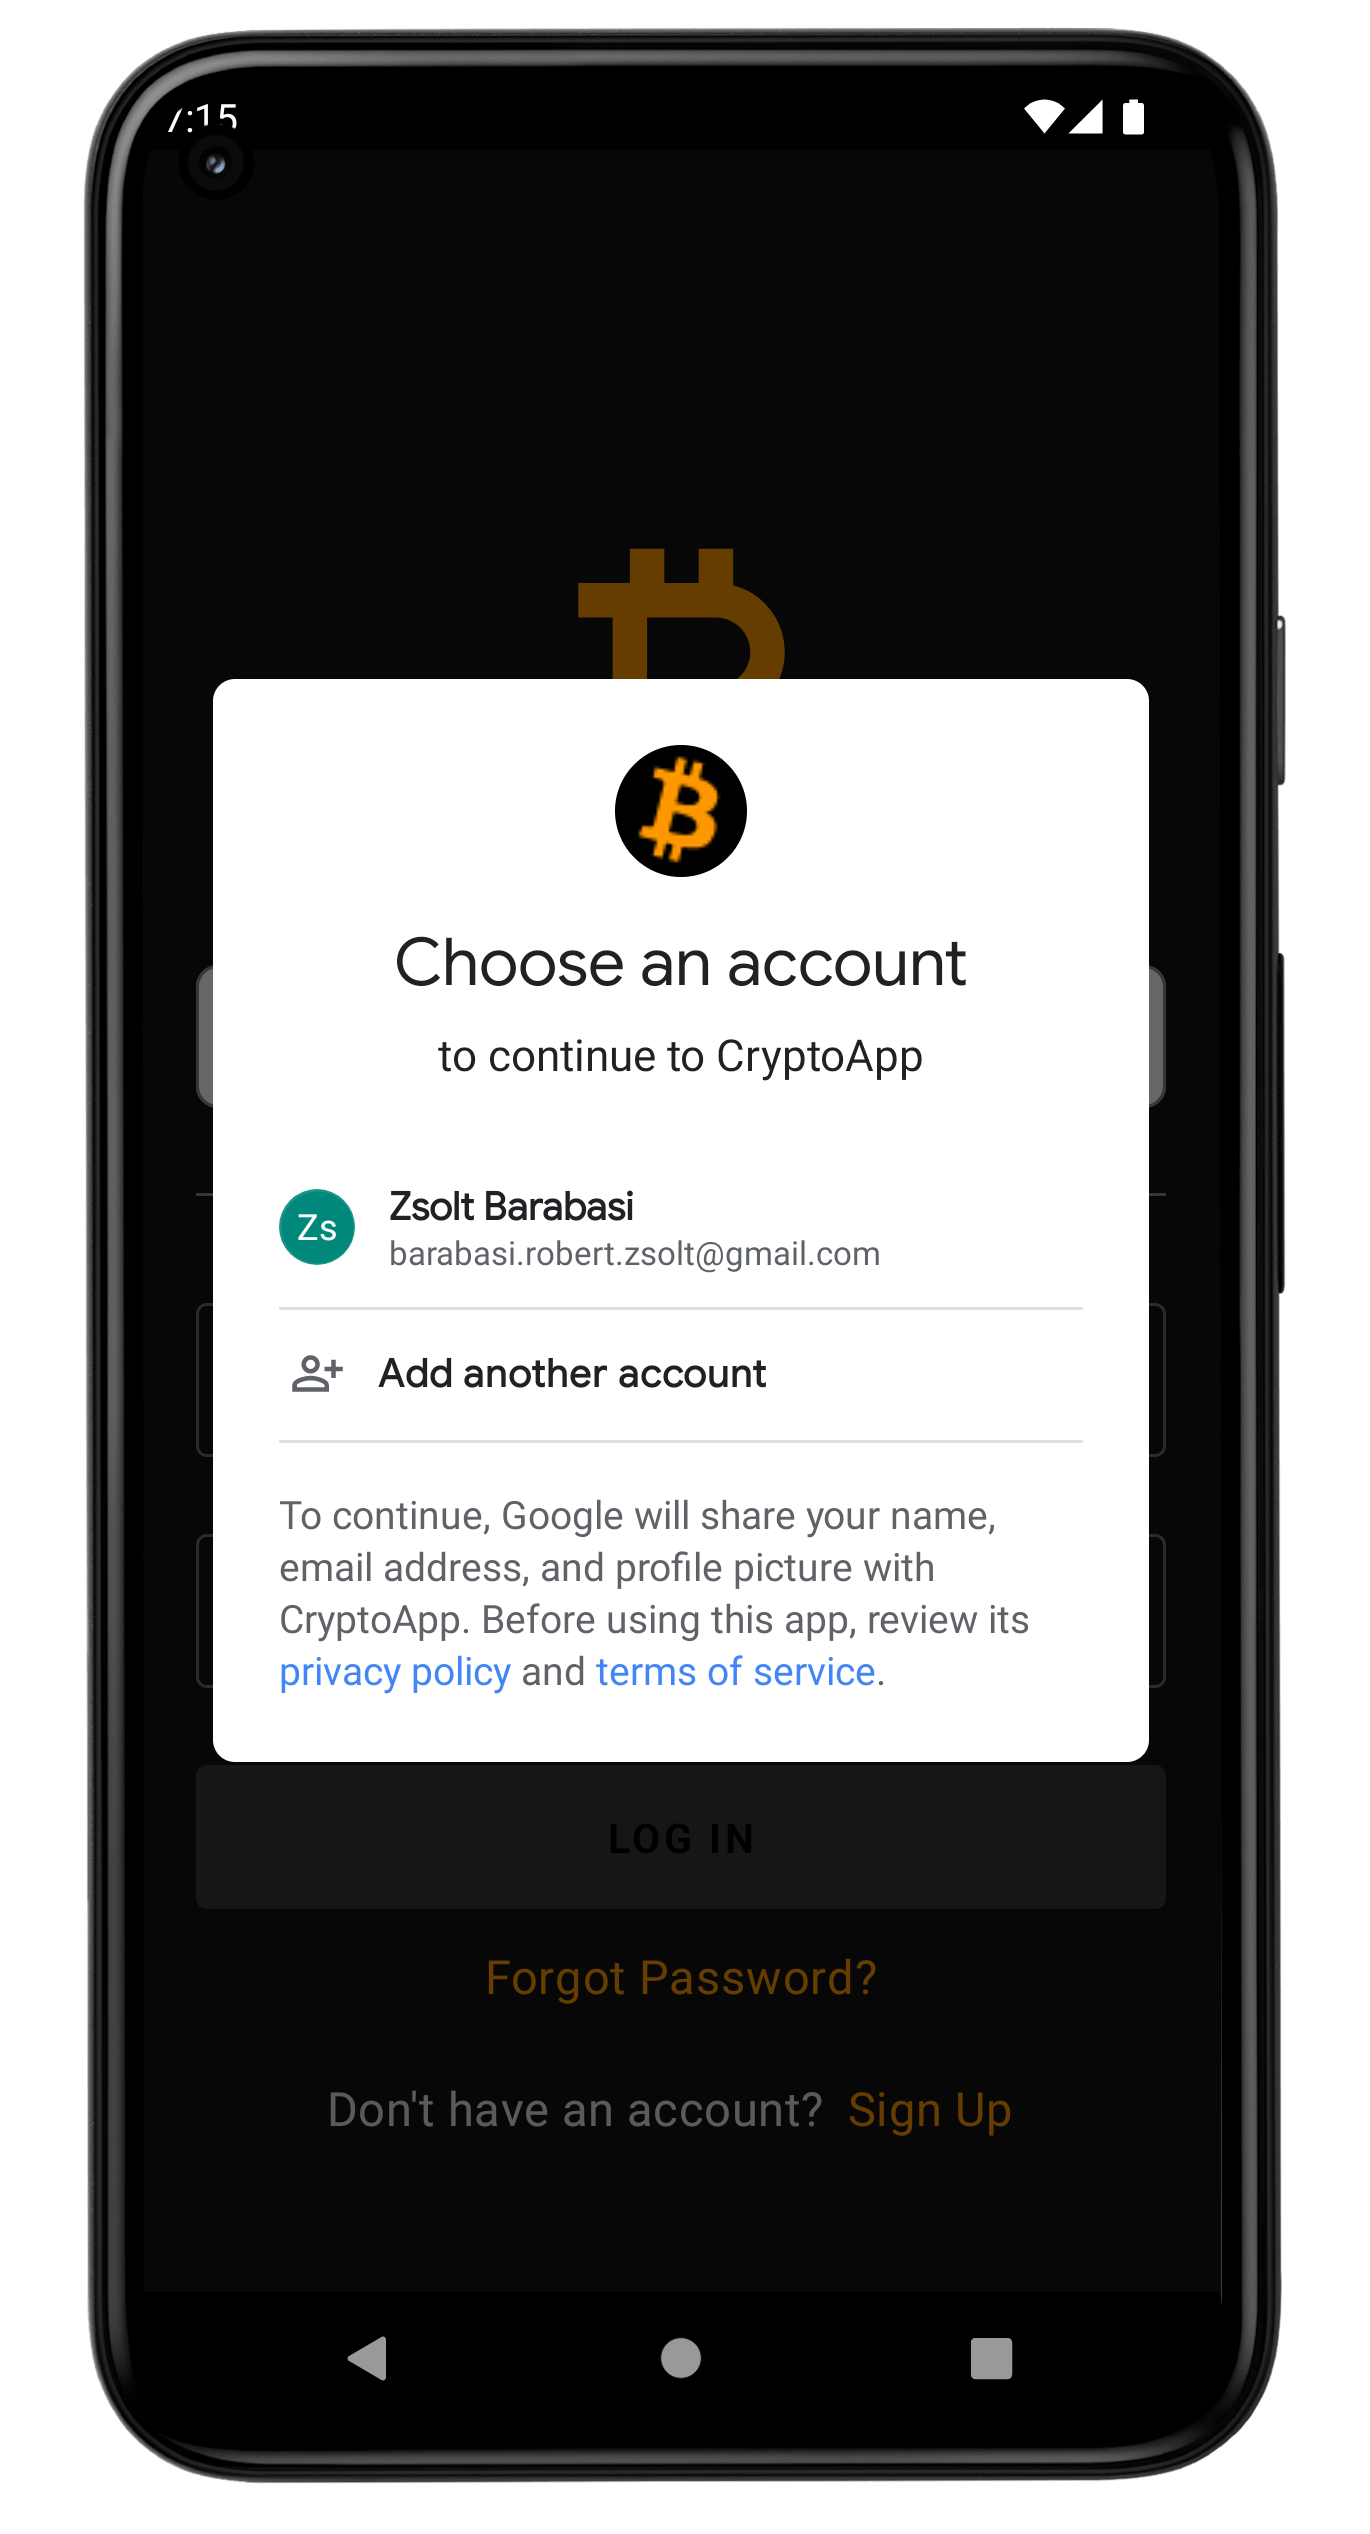 7:15
Choose an account
to continue to CryptoApp
Zs
Zsolt Barabasi
barabasi.robert.zsolt@gmail.com
Add another account
To continue, Google will share your name,
email address, and profile picture with
CryptoApp. Before using this app, review its
privacy policy and terms of service.
LOG IN
Forgot Password?
Don't have an account? Sign Up